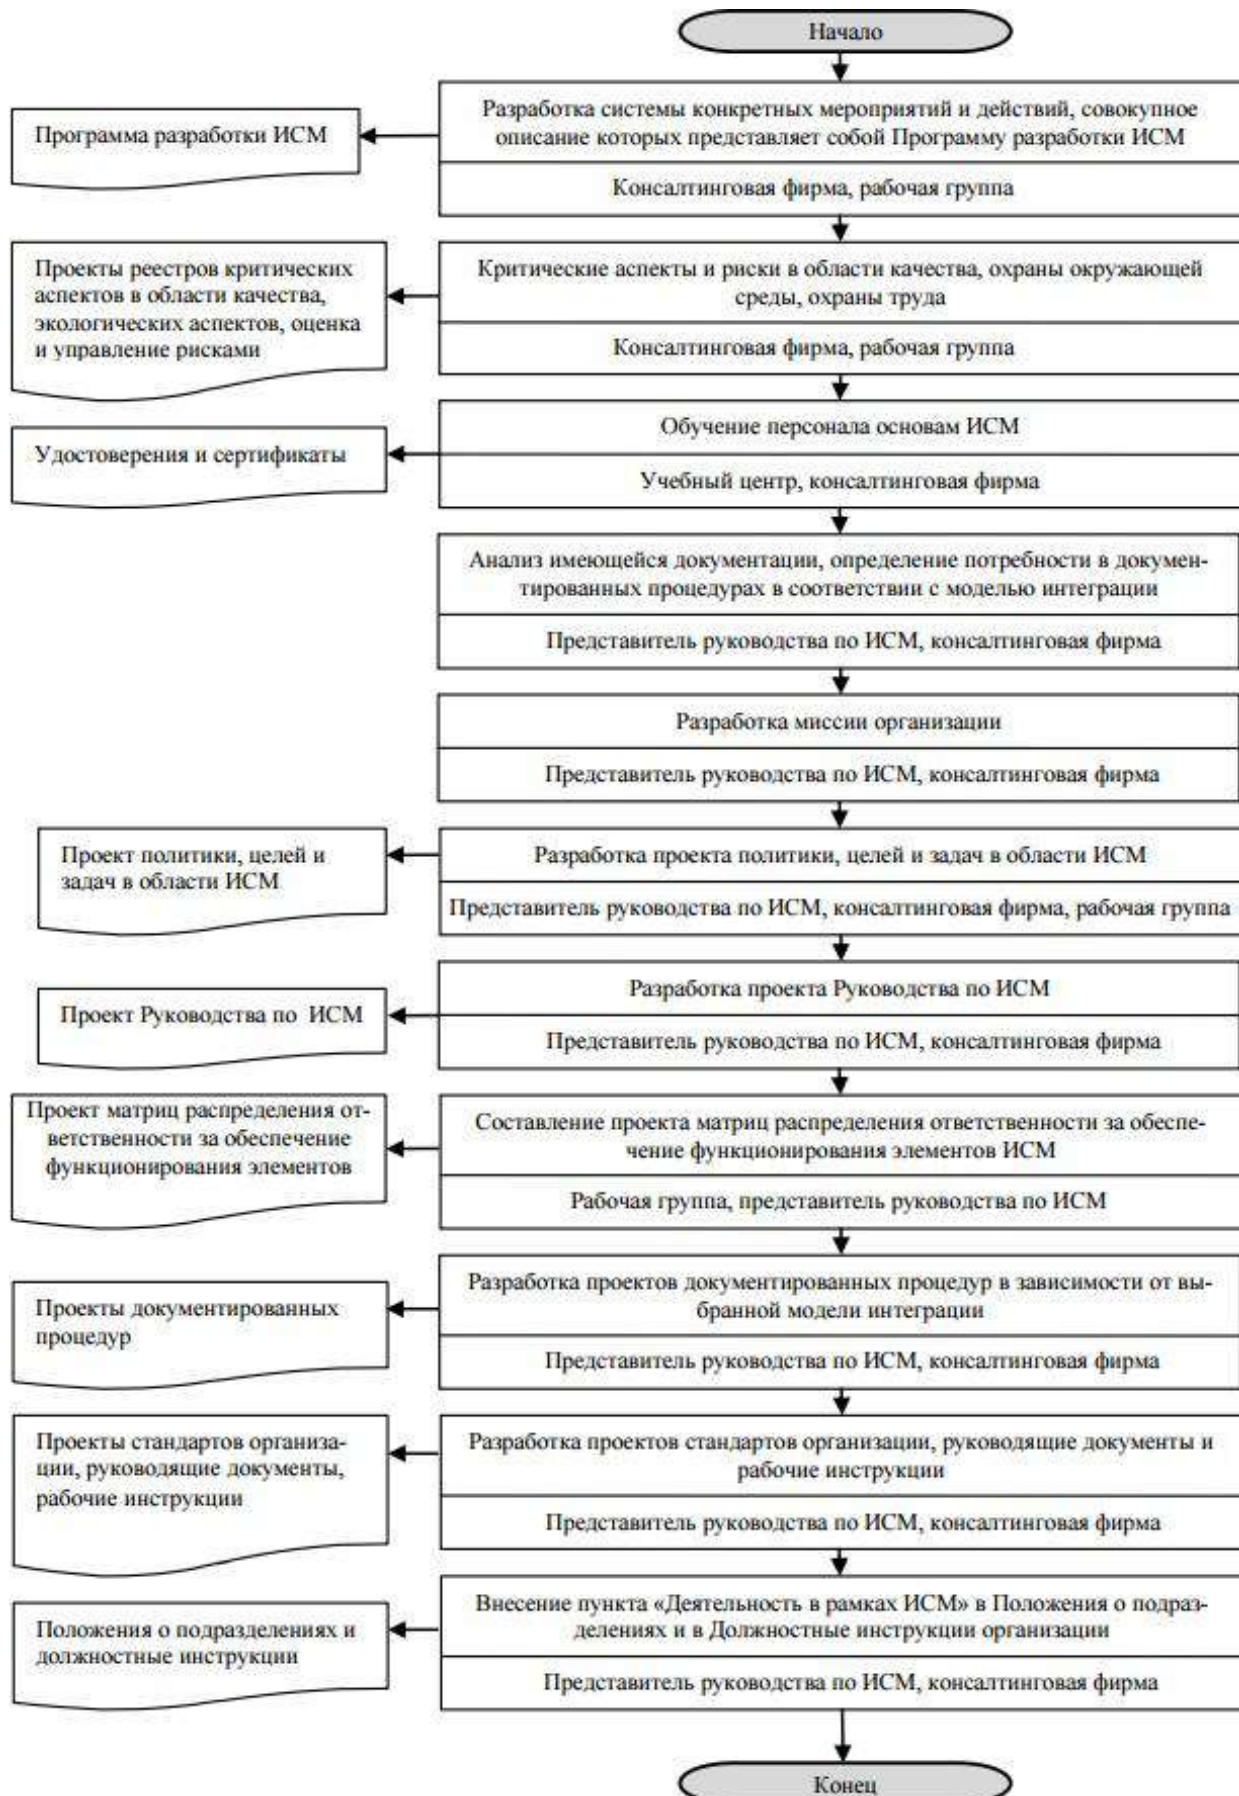 Начало
Программа разработки ИСМ
Разработка системы конкретных мероприятий и действий, совокупное
описание которых представляет собой Программу разработки ИСМ
Консалтинговая фирма, рабочая группа
Проекты реестров критических
аспектов в области качества,
экологических аспектов, оценка
и управление рисками
Критические аспекты и риски в области качества, охраны окружающей
среды, охраны труда
Консалтинговая фирма, рабочая группа
Удостоверения и сертификаты
Обучение персонала основам ИСМ
Учебный центр, консалтинговая фирма
Анализ имеющейся документации, определение потребности в докумен-
тированных процедурах в соответствии с моделью интеграции
Представитель руководства по ИСМ, консалтинговая фирма
Разработка миссии организации
Представитель руководства по ИСМ, консалтинговая фирма
Проект политики, целей и
задач в области ИСМ
Разработка проекта политики, целей и задач в области ИСМ
Представитель руководства по ИСМ, консалтинговая фирма, рабочая группа
Проект Руководства по ИСМ
Разработка проекта Руководства по ИСМ
Представитель руководства по ИСМ, консалтинговая фирма
Проект матриц распределения от-
ветственности за обеспечение
функционирования элементов
Составление проекта матриц распределения ответственности за обеспе-
чение функционирования элементов ИСМ
Рабочая группа, представитель руководства по ИСМ
Проекты документированных
процедур
Разработка проектов документированных процедур в зависимости от вы-
бранной модели интеграции
Представитель руководства по ИСМ, консалтинговая фирма
Проекты стандартов организа-
ции, руководящие документы,
рабочие инструкции
Разработка проектов стандартов организации, руководящие документы и
рабочие инструкции
Представитель руководства по ИСМ, консалтинговая фирма
Положения о подразделениях и
должностные инструкции
Внесение пункта «Деятельность в рамках ИСМ» в Положения о подраз-
делениях и в Должностные инструкции организации
Представитель руководства по ИСМ, консалтинговая фирма
Конец